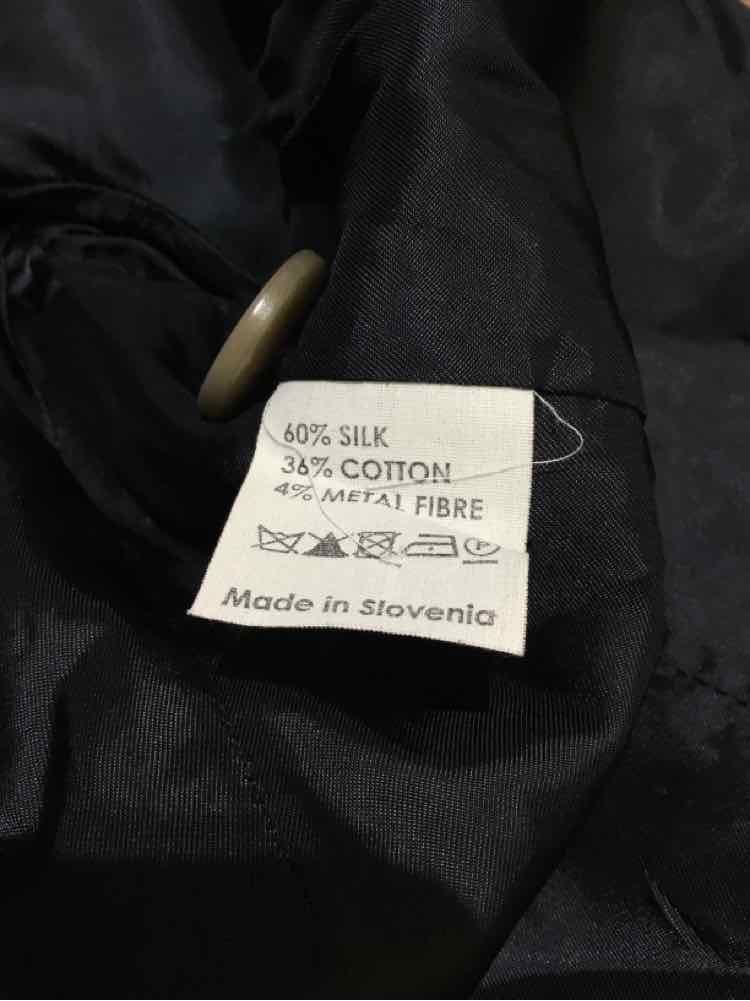 60% SILK
36% COTTON
4% METAL FIBRE
P
Made in Slovenia